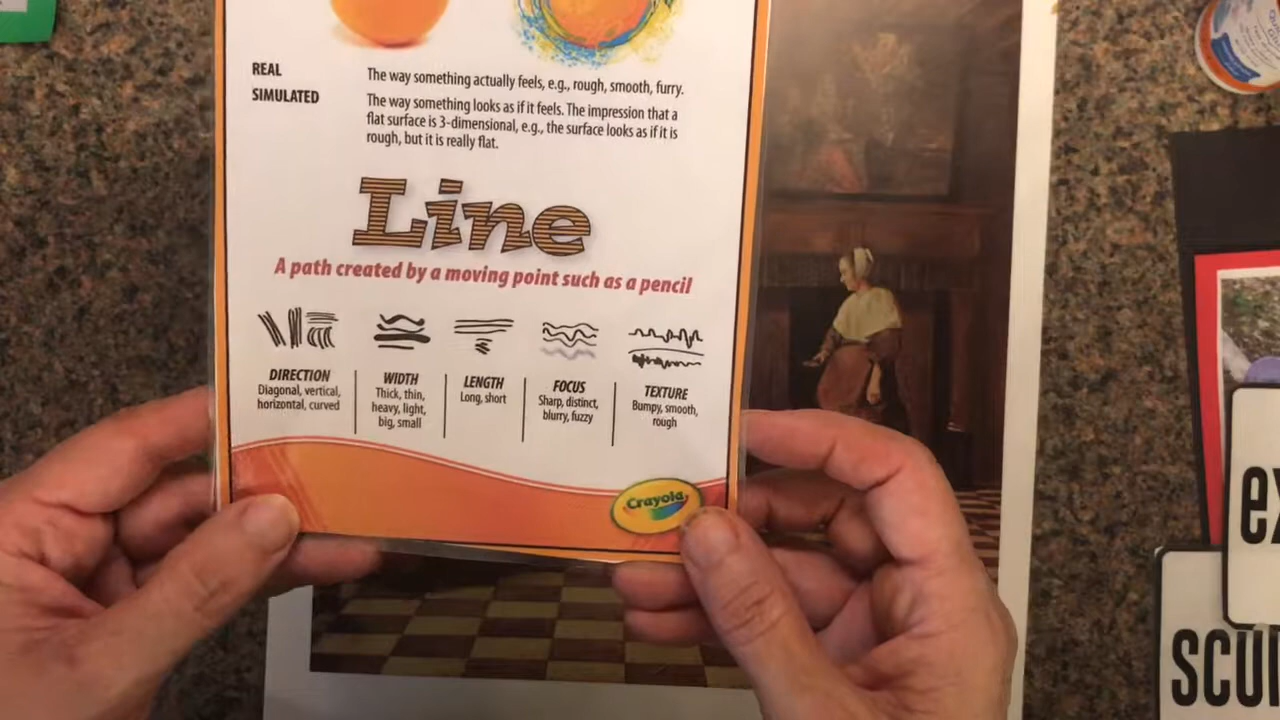 REAL
The way something actually feels, e.g., rough, smooth, furry.
SIMULATED
The way something looks as if it feels. The impression that a
flat surface is 3-dimensional, e.g., the surface looks as if it is
rough, but it is really flat.
Line
A path created by a moving point such as a pencil
DIRECTION
Diagonal, vertical,
horizontal, curved
WIDTH
Thick, thin,
heavy, light,
big, small
LENGTH
Long, short
FOCUS
Sharp, distinct,
blurry, fuzzy
TEXTURE
Bumpy, smooth,
rough
Crayola
ex
SCUL